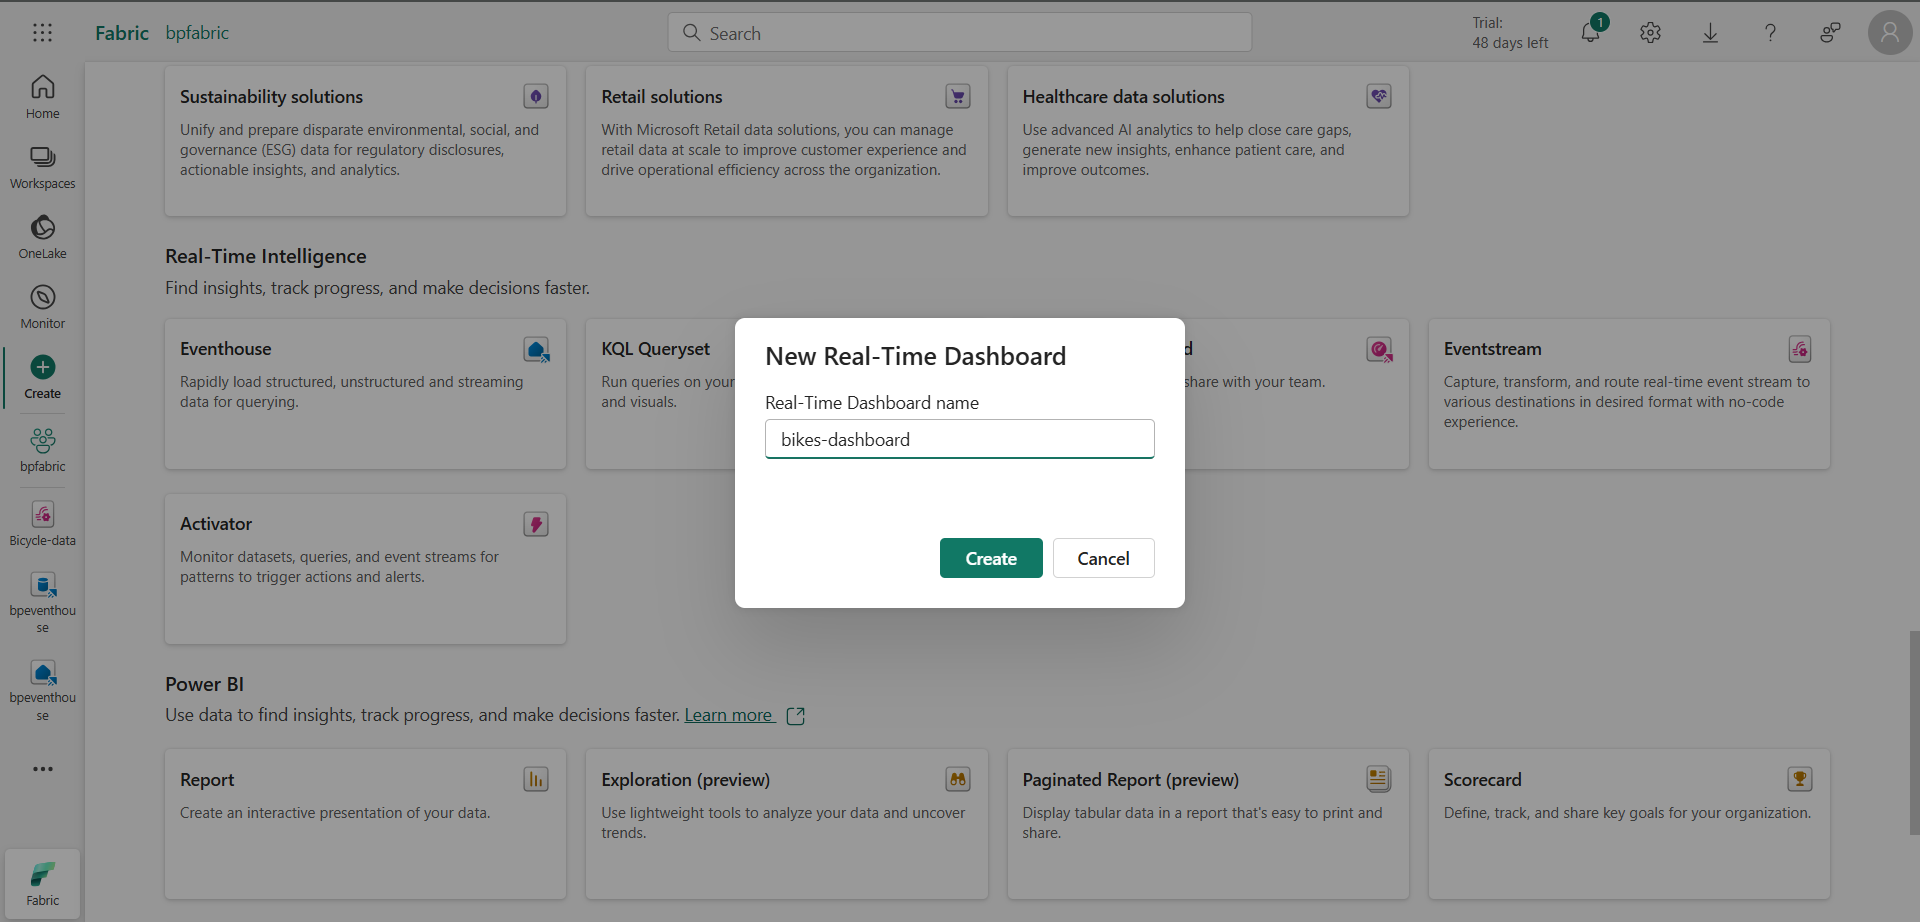 Fabric bpfabric
Search
Trial:
48 days left
1
Home
Workspaces
OneLake
Monitor
Create
bpfabric
Bicycle-data
bpeventhou
se
bpeventhou
se
Fabric
Sustainability solutions
Unify and prepare disparate environmental, social, and
governance (ESG) data for regulatory disclosures,
actionable insights, and analytics.
Retail solutions
With Microsoft Retail data solutions, you can manage
retail data at scale to improve customer experience and
drive operational efficiency across the organization.
Healthcare data solutions
Use advanced AI analytics to help close care gaps,
generate new insights, enhance patient care, and
improve outcomes.
Real-Time Intelligence
Find insights, track progress, and make decisions faster.
Eventhouse
Rapidly load structured, unstructured and streaming
data for querying.
KQL Queryset
Run queries on your
and visuals.
d
share with your team.
Eventstream
Capture, transform, and route real-time event stream to
various destinations in desired format with no-code
experience.
Activator
Monitor datasets, queries, and event streams for
patterns to trigger actions and alerts.
New Real-Time Dashboard
Real-Time Dashboard name
bikes-dashboard
Create
Cancel
Power BI
Use data to find insights, track progress, and make decisions faster. Learn more
Report
Create an interactive presentation of your data.
Exploration (preview)
Use lightweight tools to analyze your data and uncover
trends.
Paginated Report (preview)
Display tabular data in a report that's easy to print and
share.
Scorecard
Define, track, and share key goals for your organization.